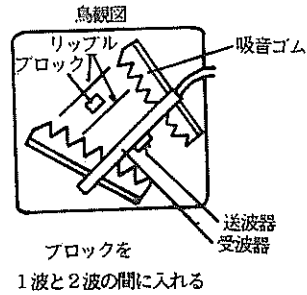 鳥観図
リップル
ブロック
吸音ゴム
送波器
受波器
ブロックを
1波と2波の間に入れる